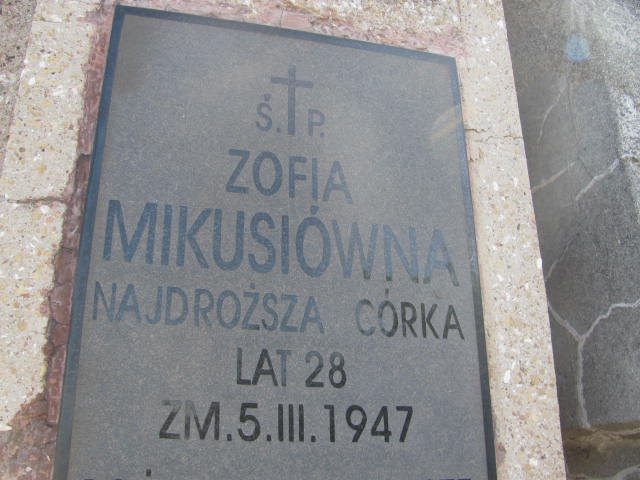 Ś. P.
ZOFIA
MIKUSIÓWNA
NAJDROŻSZA CÓRKA
LAT 28
ZM.5.III.1947